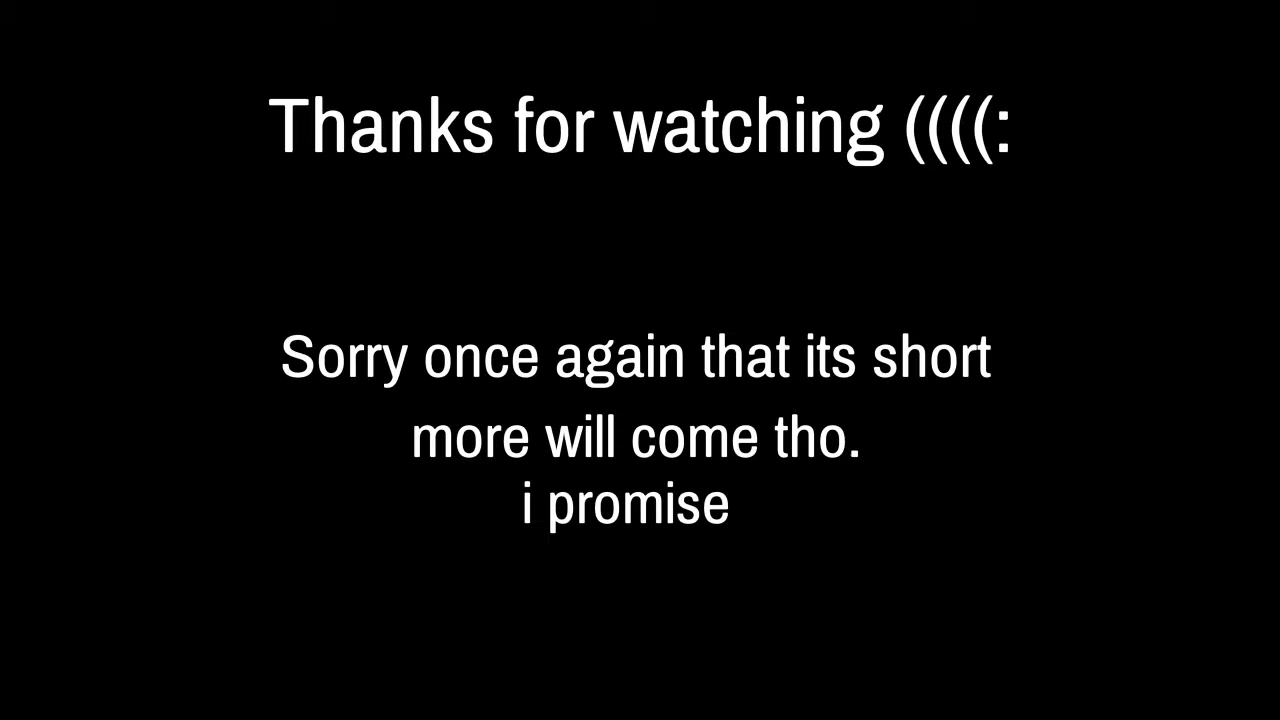 Thanks for watching ((((:
Sorry once again that its short
more will come tho.
i promise